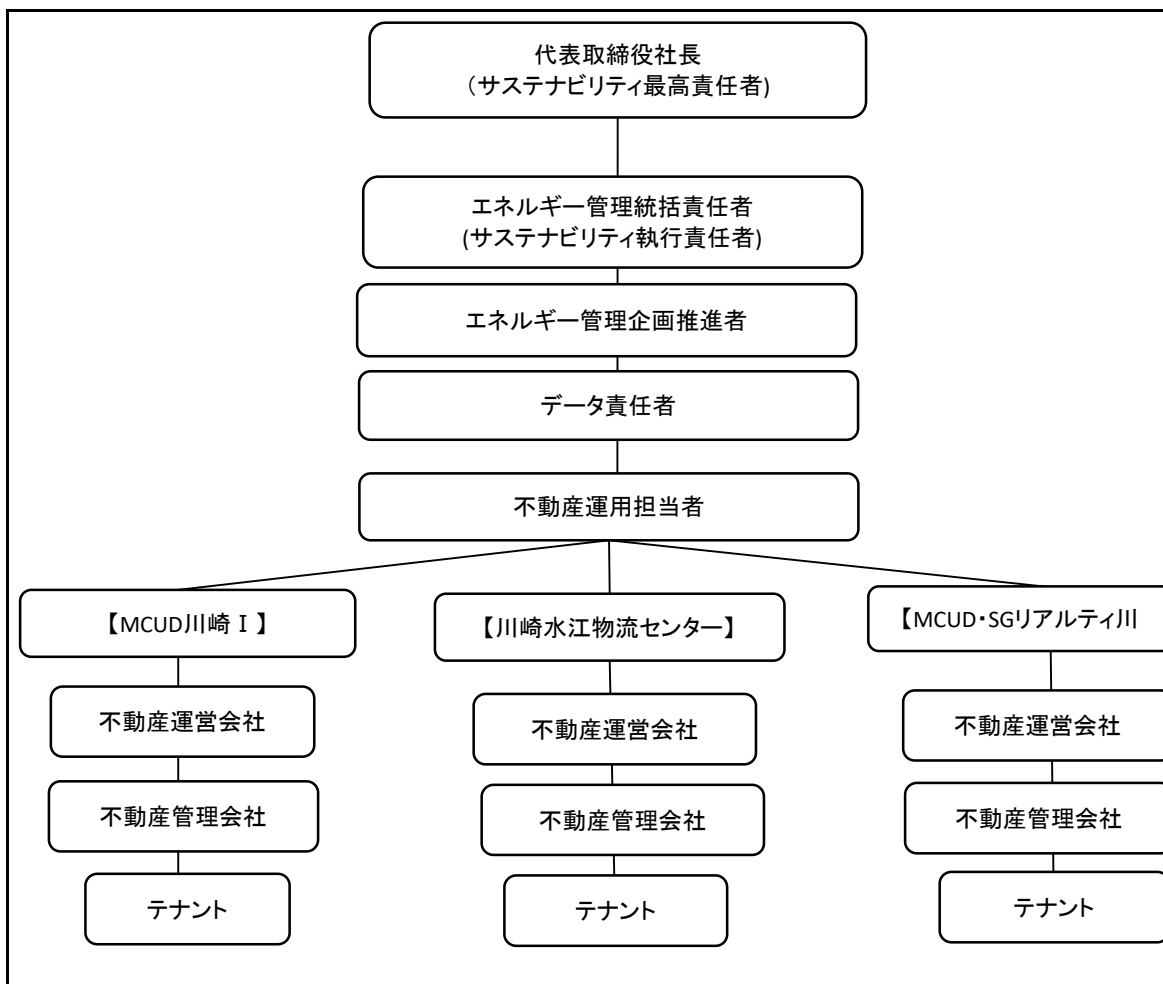 代表取締役社長
（サステナビリティ最高責任者)
エネルギー管理統括責任者
(サステナビリティ執行責任者)
エネルギー管理企画推進者
データ責任者
不動産運用担当者
【MCUD川崎Ⅰ】
【川崎水江物流センター】
【MCUD・SGリアルティ川
不動産運営会社
不動産運営会社
不動産運営会社
不動産管理会社
不動産管理会社
不動産管理会社
テナント
テナント
テナント